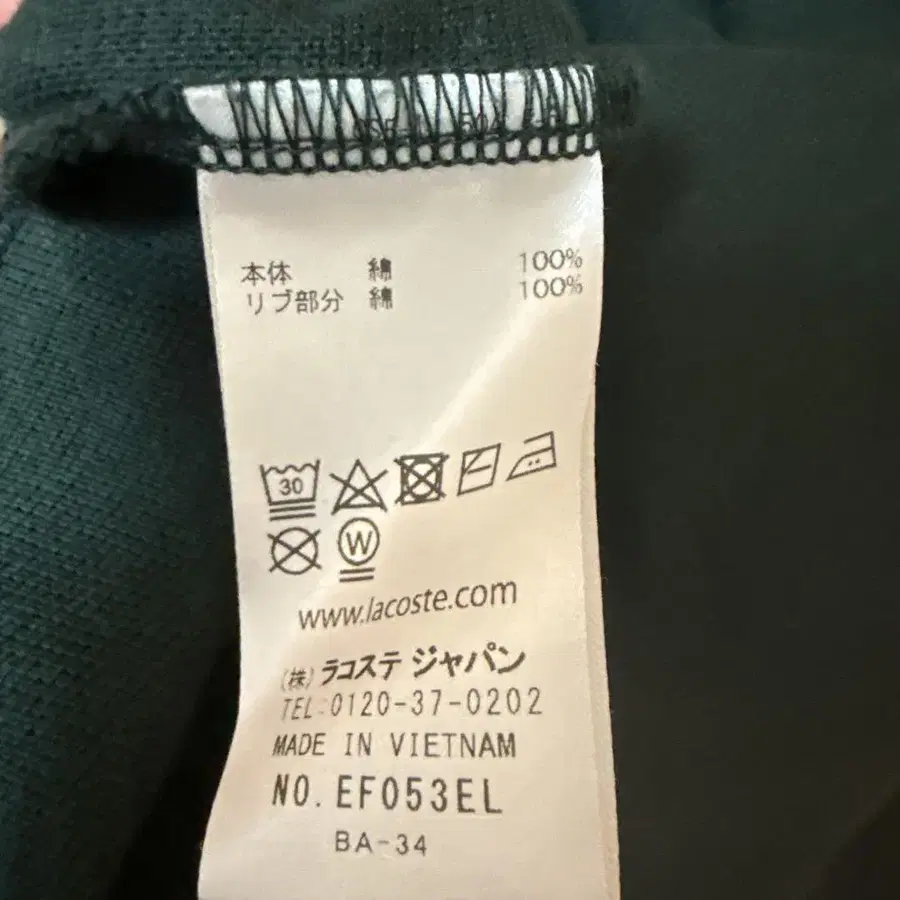 本体 綿 100%
リブ部分 綿 100%
30
W
www.lacoste.com
(株) ラコステ ジャパン
TEL:0120-37-0202
MADE IN VIETNAM
NO. EF053EL
BA-34